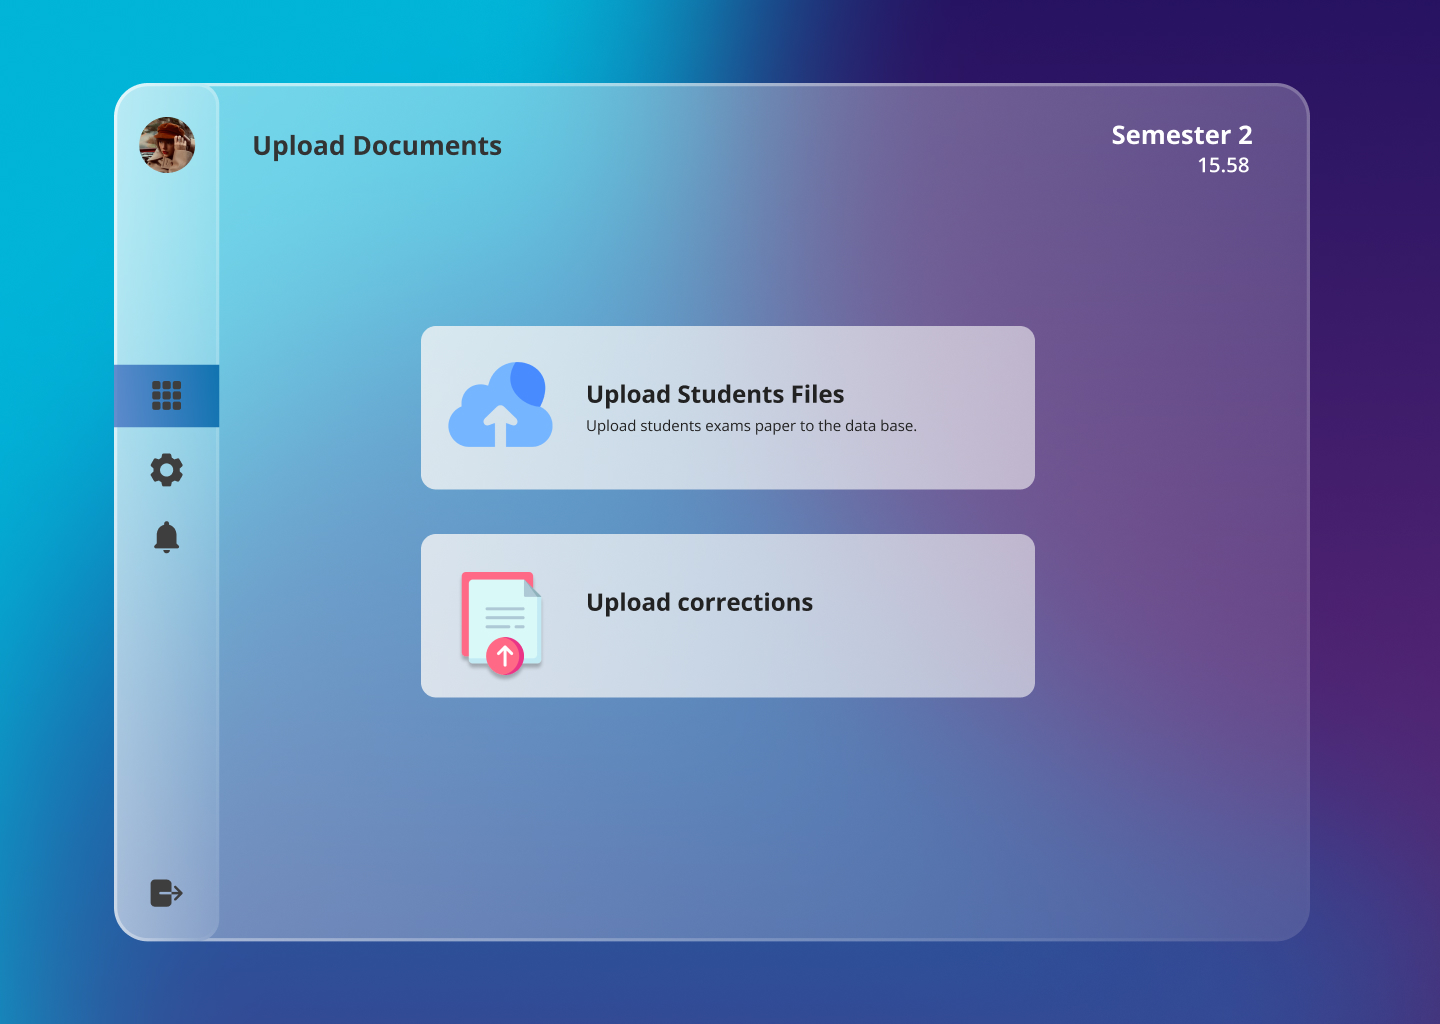 Upload Documents
Semester 2
15.58
Upload Students Files
Upload students exams paper to the data base.
Upload corrections